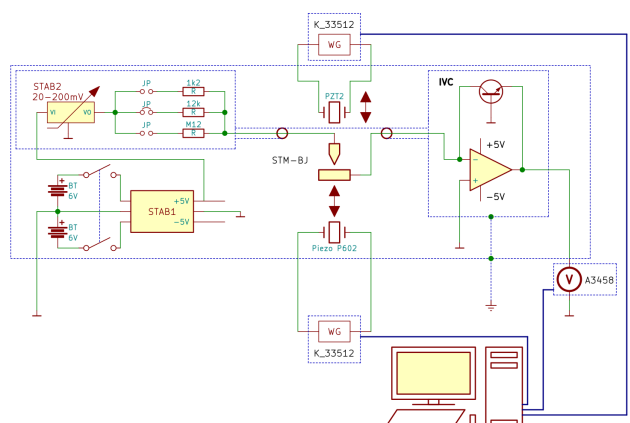 K_33512
WG
IVC
STAB2
20-200mV
VI
VO
JP
1k2
R
JP
12k
R
JP
M12
R
PZT2
+5V
-
+
-5V
STM-BJ
+
BT
6V
+
BT
6V
STAB1
+5V
-5V
Piezo P602
V
A3458
WG
K_33512